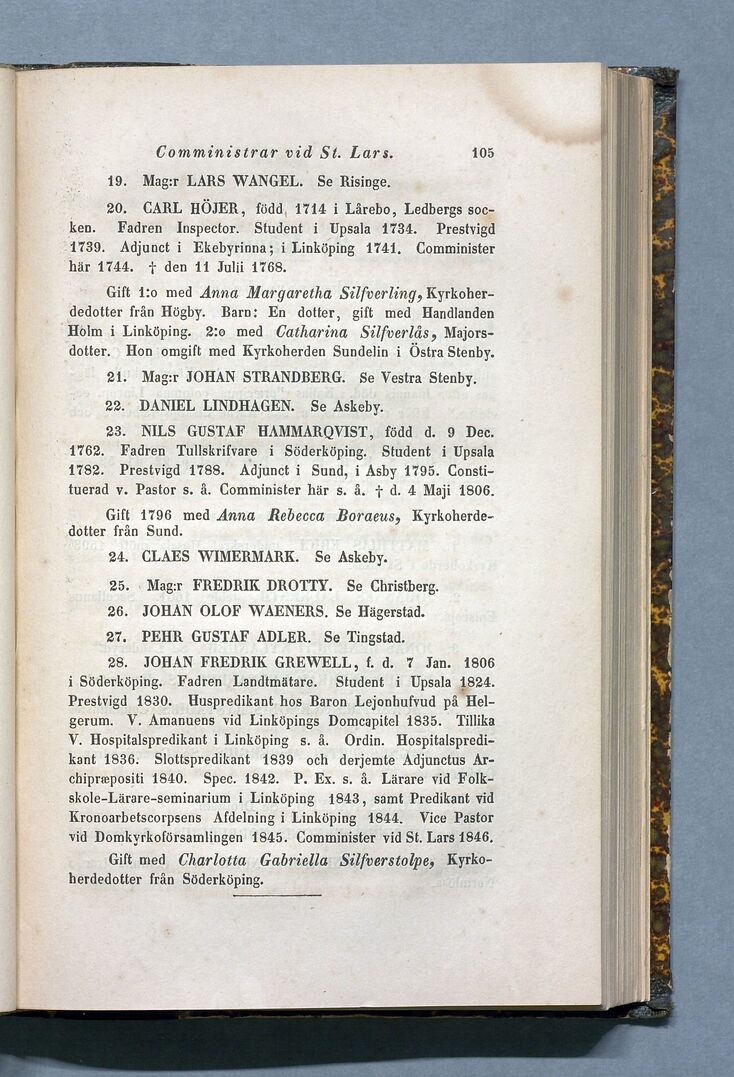 Comministrar vid St. Lars. 105
19. Mag:r LARS WANGEL. Se Risinge.
20. CARL HÖJER, född 1714 i Lårebo, Ledbergs soc-
ken. Fadren Inspector. Student i Upsala 1734. Prestvigd
1739. Adjunct i Ekebyrinna; i Linköping 1741. Comminister
här 1744. † den 11 Julii 1768.
Gift 1:o med Anna Margaretha Silfverling, Kyrkoher-
dedotter från Högby. Barn: En dotter, gift med Handlanden
Holm i Linköping. 2:o med Catharina Silfverlås, Majors-
dotter. Hon omgift med Kyrkoherden Sundelin i Östra Stenby.
21. Mag:r JOHAN STRANDBERG. Se Vestra Stenby.
22. DANIEL LINDHAGEN. Se Askeby.
23. NILS GUSTAF HAMMARQVIST, född d. 9 Dec.
1762. Fadren Tullskrifvare i Söderköping. Student i Upsala
1782. Prestvigd 1788. Adjunct i Sund, i Asby 1795. Consti-
tuerad v. Pastor s. å. Comminister här s. å. † d. 4 Maji 1806.
Gift 1796 med Anna Rebecca Boraeus, Kyrkoherde-
dotter från Sund.
24. CLAES WIMERMARK. Se Askeby.
25. Mag:r FREDRIK DROTTY. Se Christberg.
26. JOHAN OLOF WAENERS. Se Hägerstad.
27. PEHR GUSTAF ADLER. Se Tingstad.
28. JOHAN FREDRIK GREWELL, f. d. 7 Jan. 1806
i Söderköping. Fadren Landtmätare. Student i Upsala 1824.
Prestvigd 1830. Huspredikant hos Baron Lejonhufvud på Hel-
gerum. V. Amanuens vid Linköpings Domcapitel 1835. Tillika
V. Hospitalspredikant i Linköping s. å. Ordin. Hospitalspredi-
kant 1836. Slottspredikant 1839 och derjemte Adjunctus Ar-
chipræpositi 1840. Spec. 1842. P. Ex. s. å. Lärare vid Folk-
skole-Lärare-seminarium i Linköping 1843, samt Predikant vid
Kronoarbetscorpsens Afdelning i Linköping 1844. Vice Pastor
vid Domkyrkoförsamlingen 1845. Comminister vid St. Lars 1846.
Gift med Charlotta Gabriella Silfverstolpe, Kyrko-
herdedotter från Söderköping.